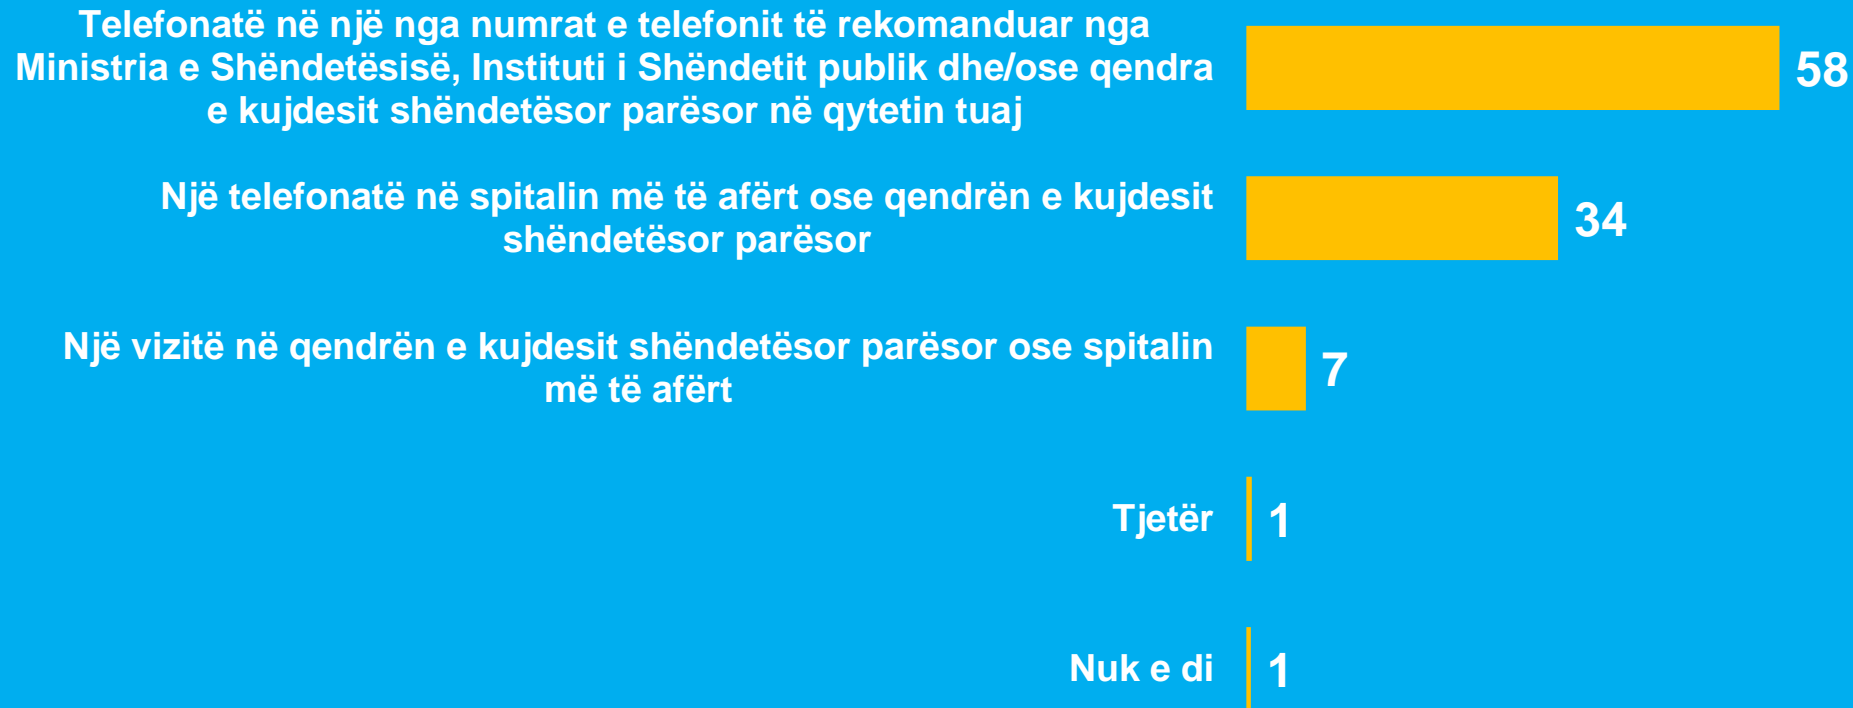 Telefonatë në një nga numrat e telefonit të rekomanduar nga
Ministria e Shëndetësisë, Instituti i Shëndetit publik dhe/ose qendra
e kujdesit shëndetësor parësor në qytetin tuaj
58
Një telefonatë në spitalin më të afërt ose qendrën e kujdesit
shëndetësor parësor
34
Një vizitë në qendrën e kujdesit shëndetësor parësor ose spitalin
më të afërt
7
Tjetër
1
Nuk e di
1